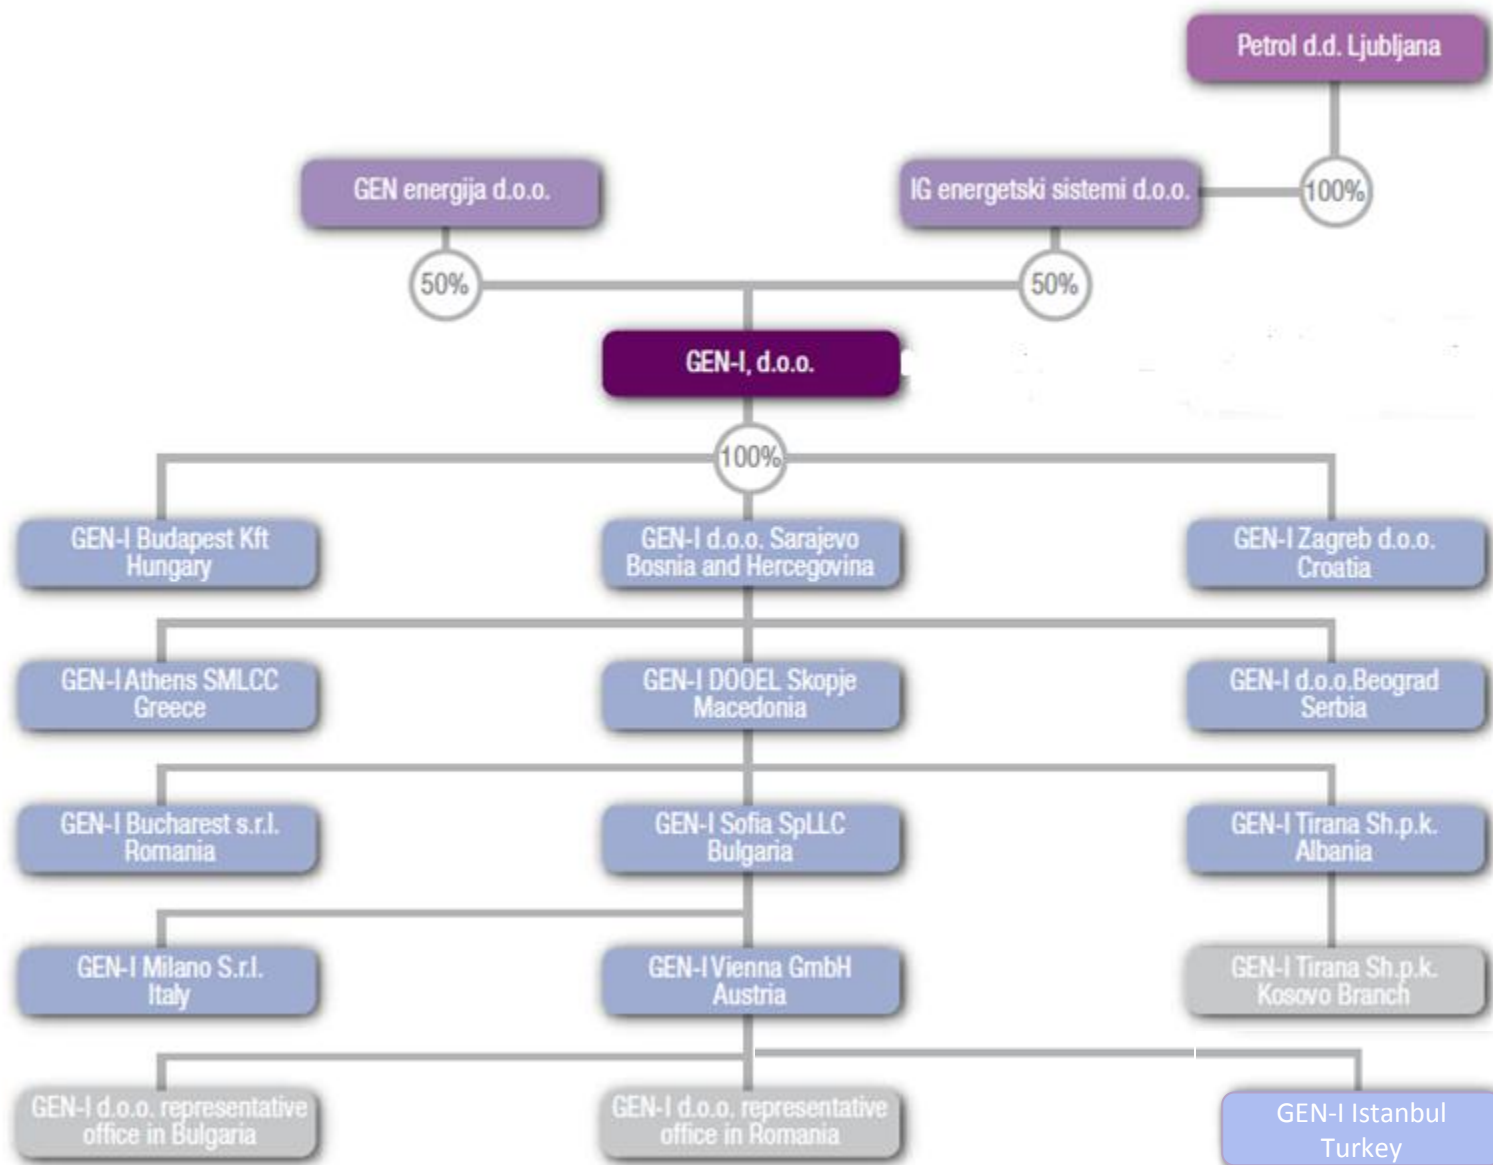 Petrol d.d. Ljubljana
GEN energija d.o.o.
IG energetski sistemi d.o.o.
100%
50%
50%
GEN-I, d.o.o.
100%
GEN-I Budapest Kft
Hungary
GEN-I d.o.o. Sarajevo
Bosnia and Hercegovina
GEN-I Zagreb d.o.o.
Croatia
GEN-I Athens SMLCC
Greece
GEN-I DOOEL Skopje
Macedonia
GEN-I d.o.o.Beograd
Serbia
GEN-I Bucharest s.r.l.
Romania
GEN-I Sofia SpLLC
Bulgaria
GEN-I Tirana Sh.p.k.
Albania
GEN-I Milano S.r.l.
Italy
GEN-I Vienna GmbH
Austria
GEN-I Tirana Sh.p.k.
Kosovo Branch
GEN-I d.o.o. representative
office in Bulgaria
GEN-I d.o.o. representative
office in Romania
GEN-I Istanbul
Turkey